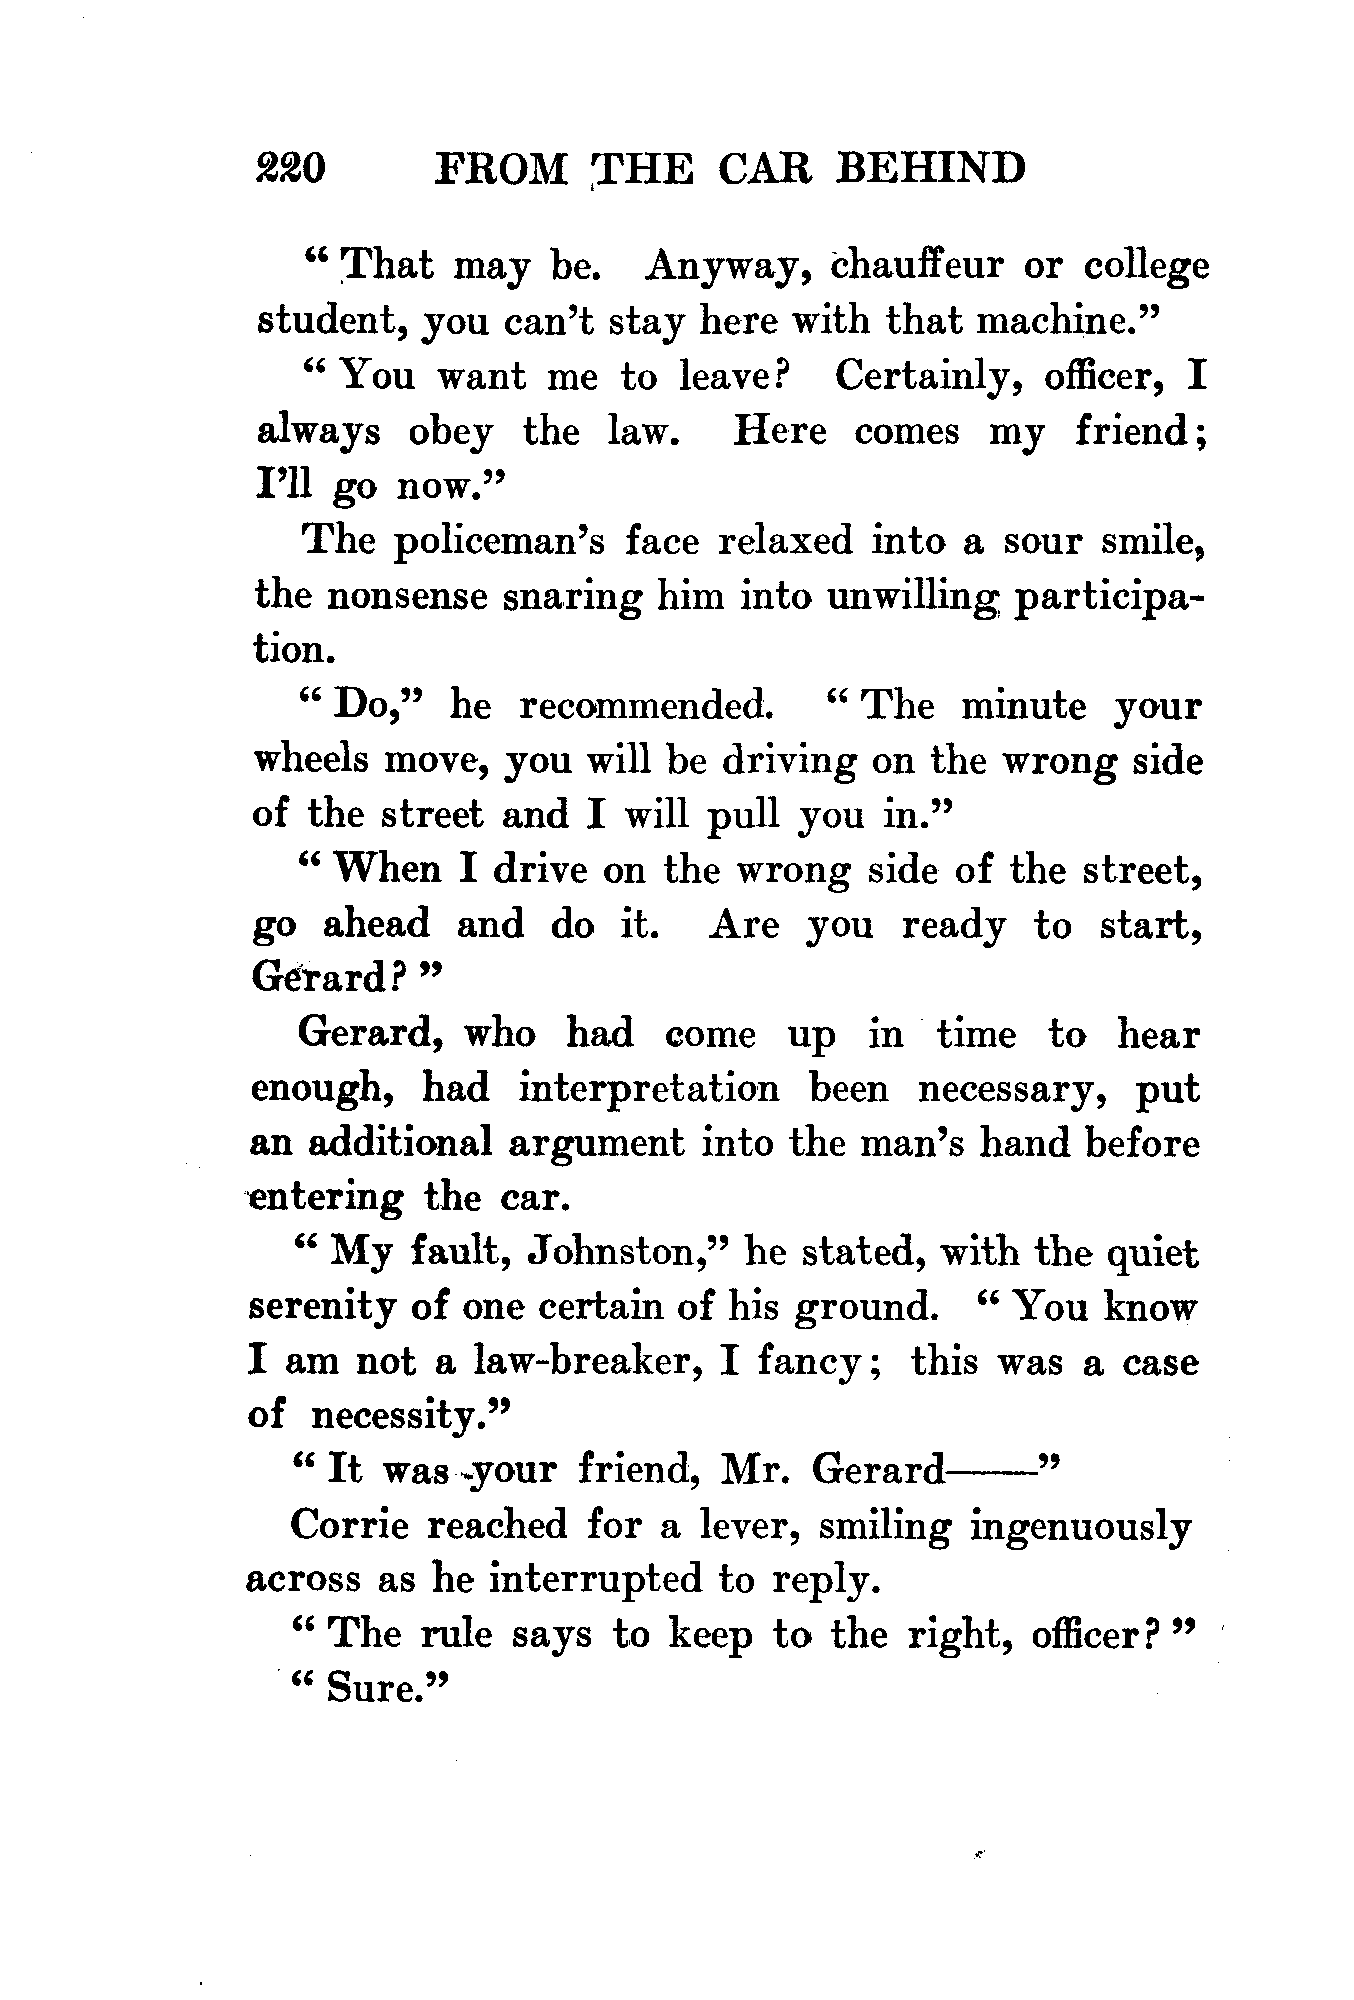 220 FROM THE CAR BEHIND
“ That may be. Anyway, chauffeur or college
student, you can’t stay here with that machine.”
“ You want me to leave? Certainly, officer, I
always obey the law. Here comes my friend;
I’ll go now.”
The policeman’s face relaxed into a sour smile,
the nonsense snaring him into unwilling participa-
tion.
“ Do,” he recommended. “ The minute your
wheels move, you will be driving on the wrong side
of the street and I will pull you in.”
“ When I drive on the wrong side of the street,
go ahead and do it. Are you ready to start,
Gerard? ”
Gerard, who had come up in time to hear
enough, had interpretation been necessary, put
an additional argument into the man’s hand before
entering the car.
“ My fault, Johnston,” he stated, with the quiet
serenity of one certain of his ground. “ You know
I am not a law-breaker, I fancy; this was a case
of necessity.”
“ It was your friend, Mr. Gerard——”
Corrie reached for a lever, smiling ingenuously
across as he interrupted to reply.
“ The rule says to keep to the right, officer? ”
“ Sure.”